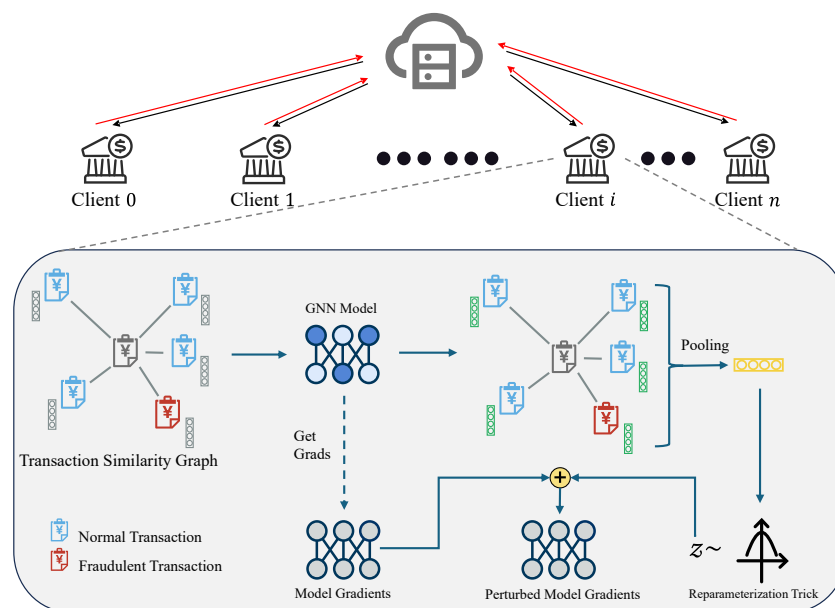 Client 0
Client 1
Client i
Client n
GNN Model
Pooling
Get
Grads
Transaction Similarity Graph
Normal Transaction
Fraudulent Transaction
Model Gradients
Perturbed Model Gradients
z~
Reparameterization Trick
$
$
$
$
¥
¥
¥
¥
¥
¥
¥
¥
¥
¥
¥
¥
¥
¥
+